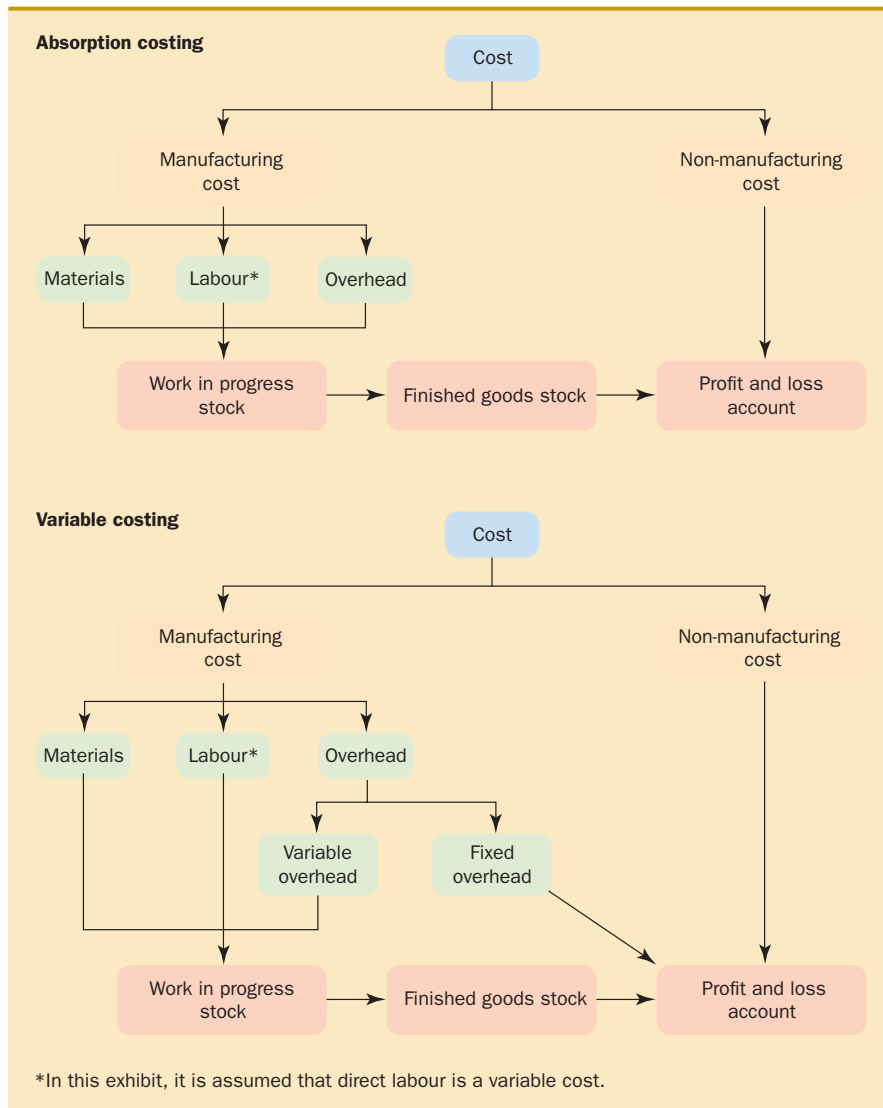 Absorption costing
Cost
Manufacturing
cost
Non-manufacturing
cost
Materials
Labour*
Overhead
Work in progress
stock
Finished goods stock
Profit and loss
account
Variable costing
Cost
Manufacturing
cost
Non-manufacturing
cost
Materials
Labour*
Overhead
Variable
overhead
Fixed
overhead
Work in progress
stock
Finished goods stock
Profit and loss
account
*In this exhibit, it is assumed that direct labour is a variable cost.